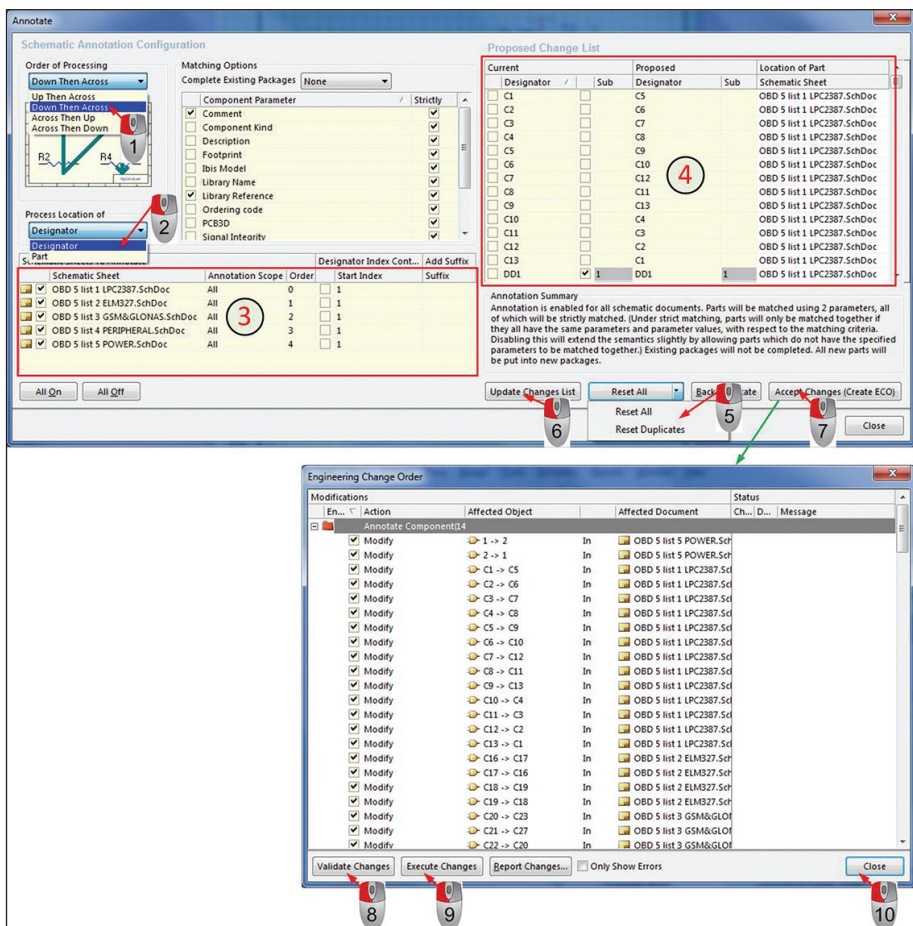 Annotate
Schematic Annotation Configuration
Order of Processing
Down Then Across
Up Then Across
Down Then Across
Across Then Up
Across Then Down
1
R2 R4
Process Location of
Designator
Designator
Part
2
Matching Options
Complete Existing Packages None
Component Parameter / Strictly
Comment
Component Kind
Description
Footprint
Ibis Model
Library Name
Library Reference
Ordering code
PCB3D
Signal Integrity
Designator Index Cont... Add Suffix
Schematic Sheet Annotation Scope Order Start Index Suffix
OBD 5 list 1 LPC2387.SchDoc All 0 1
OBD 5 list 2 ELM327.SchDoc All 1 1
OBD 5 list 3 GSM&GLONAS.SchDoc All 2 1
OBD 5 list 4 PERIPHERAL.SchDoc All 3 1
OBD 5 list 5 POWER.SchDoc All 4 1
3
All On All Off
Proposed Change List
Current Proposed Location of Part
Designator / Sub Designator Sub Schematic Sheet
C1 C5 OBD 5 list 1 LPC2387.SchDoc
C2 C6 OBD 5 list 1 LPC2387.SchDoc
C3 C7 OBD 5 list 1 LPC2387.SchDoc
C4 C8 OBD 5 list 1 LPC2387.SchDoc
C5 C9 OBD 5 list 1 LPC2387.SchDoc
C6 C10 OBD 5 list 1 LPC2387.SchDoc
C7 C12 OBD 5 list 1 LPC2387.SchDoc
C8 C11 OBD 5 list 1 LPC2387.SchDoc
C9 C13 OBD 5 list 1 LPC2387.SchDoc
C10 C4 OBD 5 list 1 LPC2387.SchDoc
C11 C3 OBD 5 list 1 LPC2387.SchDoc
C12 C2 OBD 5 list 1 LPC2387.SchDoc
C13 C1 OBD 5 list 1 LPC2387.SchDoc
DD1 1 DD1 1 OBD 5 list 1 LPC2387.SchDoc
4
Annotation Summary
Annotation is enabled for all schematic documents. Parts will be matched using 2 parameters, all
of which will be strictly matched. (Under strict matching, parts will only be matched together if
they all have the same parameters and parameter values, with respect to the matching criteria.
Disabling this will extend the semantics slightly by allowing parts which do not have the specified
parameters to be matched together.) Existing packages will not be completed. All new parts will
be put into new packages.
Update Changes List Reset All Accept Changes (Create ECO)
Reset All
Reset Duplicates
6 5 7
Close
Engineering Change Order
Modifications Status
En... Action Affected Object Affected Document Ch... D... Message
Annotate Component(14
Modify 1 -> 2 In OBD 5 list 5 POWER.Sch
Modify 2 -> 1 In OBD 5 list 5 POWER.Sch
Modify C1 -> C5 In OBD 5 list 1 LPC2387.Scl
Modify C2 -> C6 In OBD 5 list 1 LPC2387.Scl
Modify C3 -> C7 In OBD 5 list 1 LPC2387.Scl
Modify C4 -> C8 In OBD 5 list 1 LPC2387.Scl
Modify C5 -> C9 In OBD 5 list 1 LPC2387.Scl
Modify C6 -> C10 In OBD 5 list 1 LPC2387.Scl
Modify C7 -> C12 In OBD 5 list 1 LPC2387.Scl
Modify C8 -> C11 In OBD 5 list 1 LPC2387.Scl
Modify C9 -> C13 In OBD 5 list 1 LPC2387.Scl
Modify C10 -> C4 In OBD 5 list 1 LPC2387.Scl
Modify C11 -> C3 In OBD 5 list 1 LPC2387.Scl
Modify C12 -> C2 In OBD 5 list 1 LPC2387.Scl
Modify C13 -> C1 In OBD 5 list 1 LPC2387.Scl
Modify C16 -> C17 In OBD 5 list 2 ELM327.Sch
Modify C17 -> C16 In OBD 5 list 2 ELM327.Sch
Modify C18 -> C19 In OBD 5 list 2 ELM327.Sch
Modify C19 -> C18 In OBD 5 list 2 ELM327.Sch
Modify C20 -> C23 In OBD 5 list 3 GSM&GLO
Modify C21 -> C27 In OBD 5 list 3 GSM&GLO
Modify C22 -> C20 In OBD 5 list 3 GSM&GLO
Validate Changes Execute Changes Report Changes... Only Show Errors Close
8 9 10